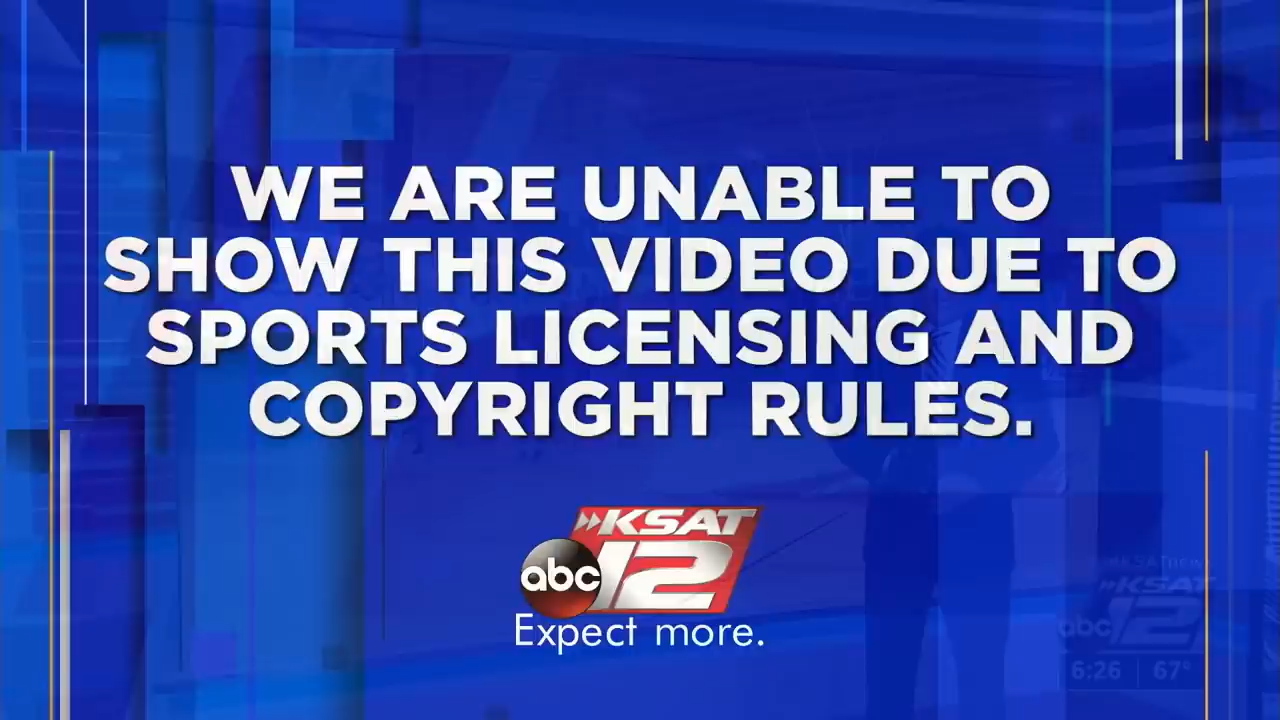 WE ARE UNABLE TO
SHOW THIS VIDEO DUE TO
SPORTS LICENSING AND
COPYRIGHT RULES.
KSAT
abc 12
Expect more.
KSAT
abc 12
6:26 67°